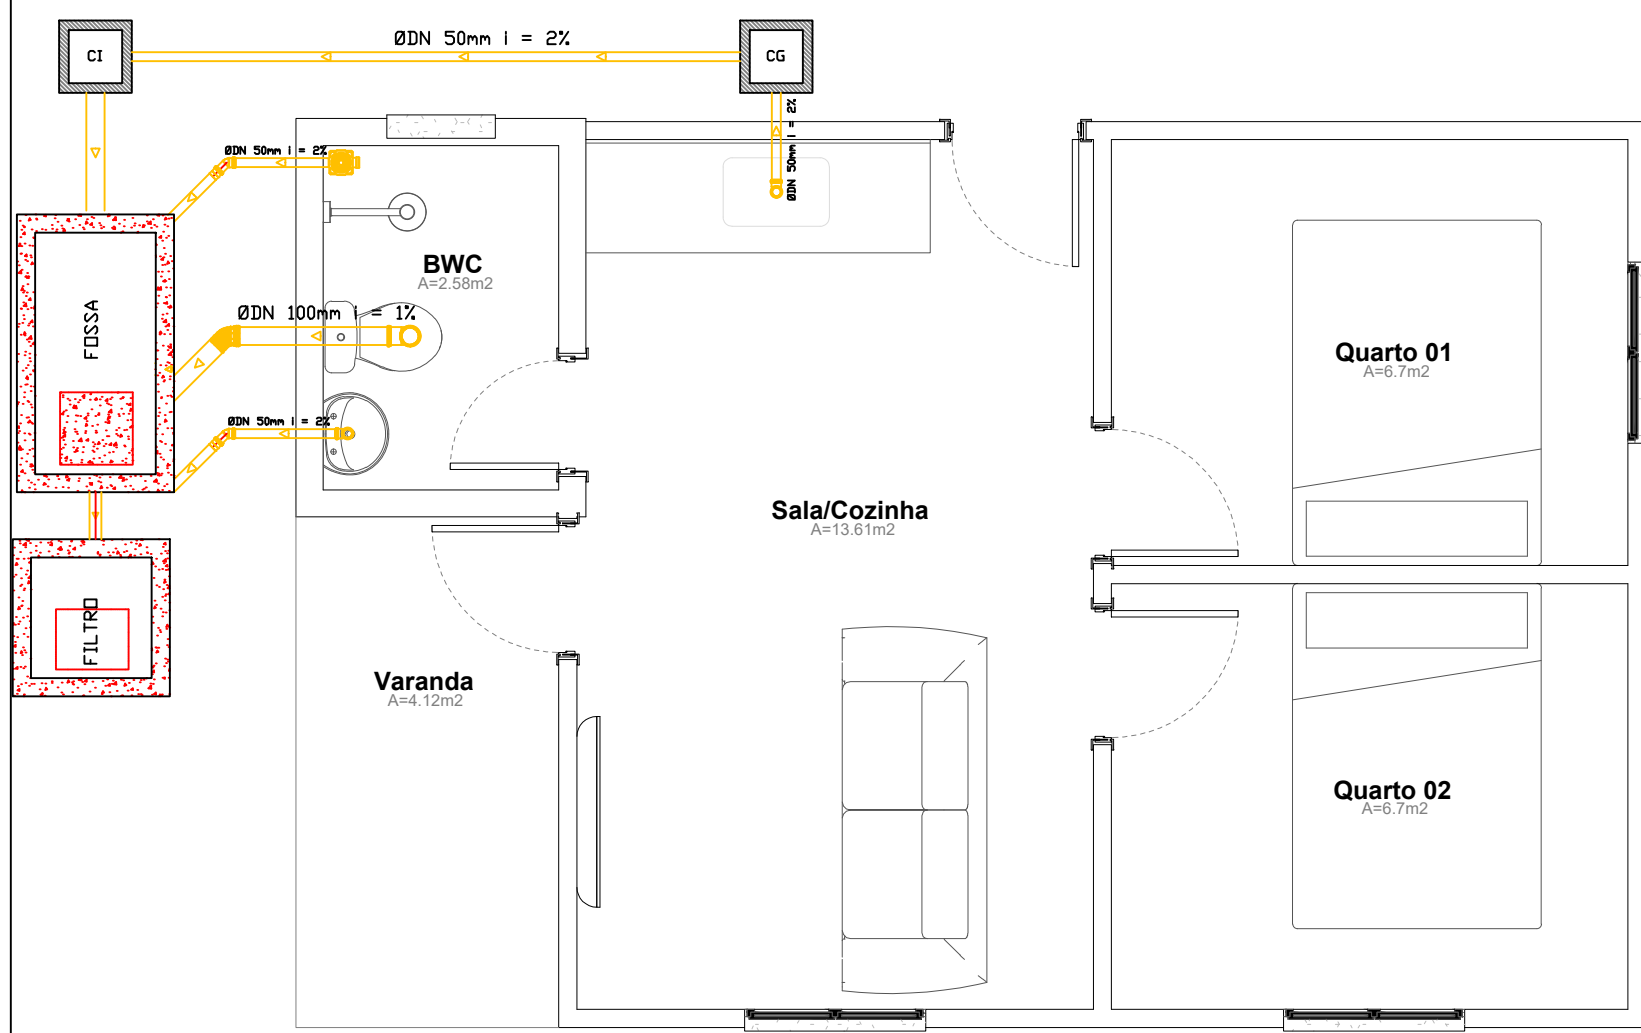 ØDN 50mm i = 2%
CI
CG
ØDN 50mm i = 2%
ØDN 50mm i = 2%
BWC
A=2.58m2
FOSSA
ØDN 100mm i = 1%
Quarto 01
A=6.7m2
ØDN 50mm i = 2%
Sala/Cozinha
A=13.61m2
FILTRO
Varanda
A=4.12m2
Quarto 02
A=6.7m2